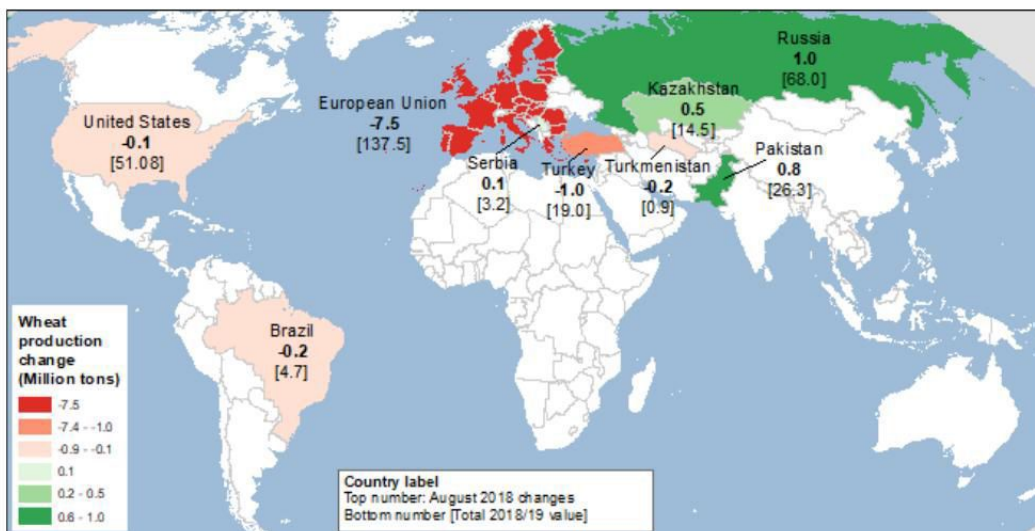 Russia
1.0
[68.0]
Kazakhstan
0.5
[14.5]
European Union
-7.5
[137.5]
United States
-0.1
[51.08]
Serbia
0.1
[3.2]
Turkey
-1.0
[19.0]
Turkmenistan
-0.2
[0.9]
Pakistan
0.8
[26.3]
Brazil
-0.2
[4.7]
Wheat
production
change
(Million tons)
-7.5
-7.4 - -1.0
-0.9 - -0.1
0.1
0.2 - 0.5
0.6 - 1.0
Country label
Top number: August 2018 changes
Bottom number [Total 2018/19 value]